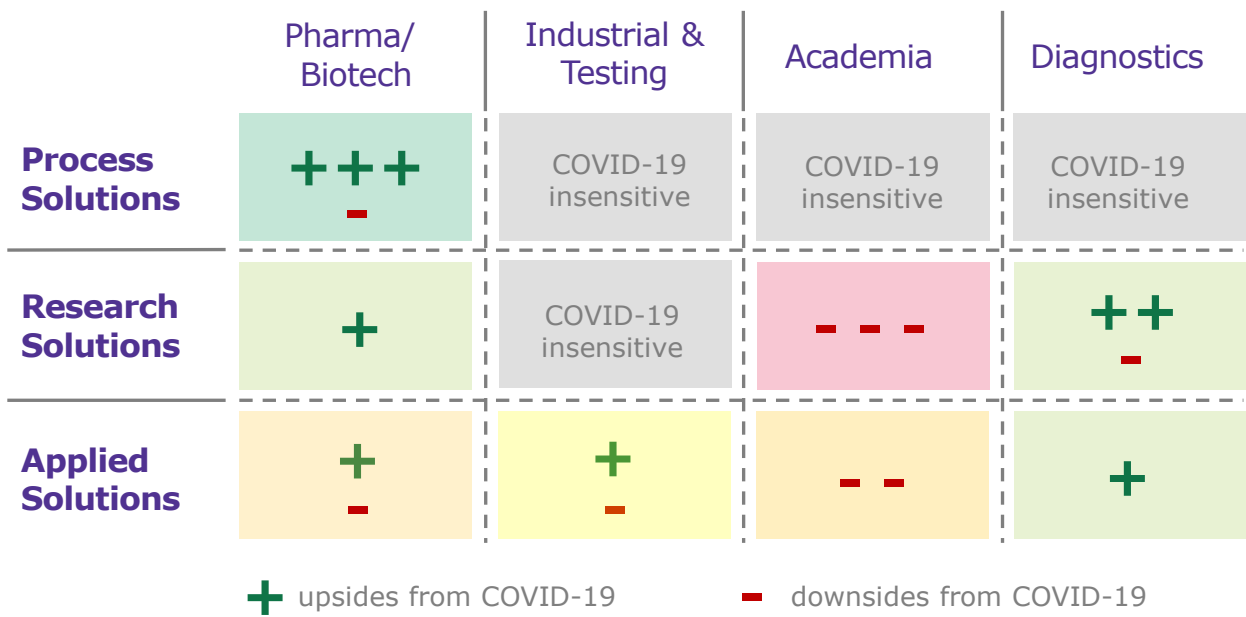 Pharma/
Biotech
Industrial &
Testing
Academia
Diagnostics
Process
Solutions
+++
-
COVID-19
insensitive
COVID-19
insensitive
COVID-19
insensitive
Research
Solutions
+
COVID-19
insensitive
- - -
++
-
Applied
Solutions
+
-
+
-
- -
+
+ upsides from COVID-19
- downsides from COVID-19